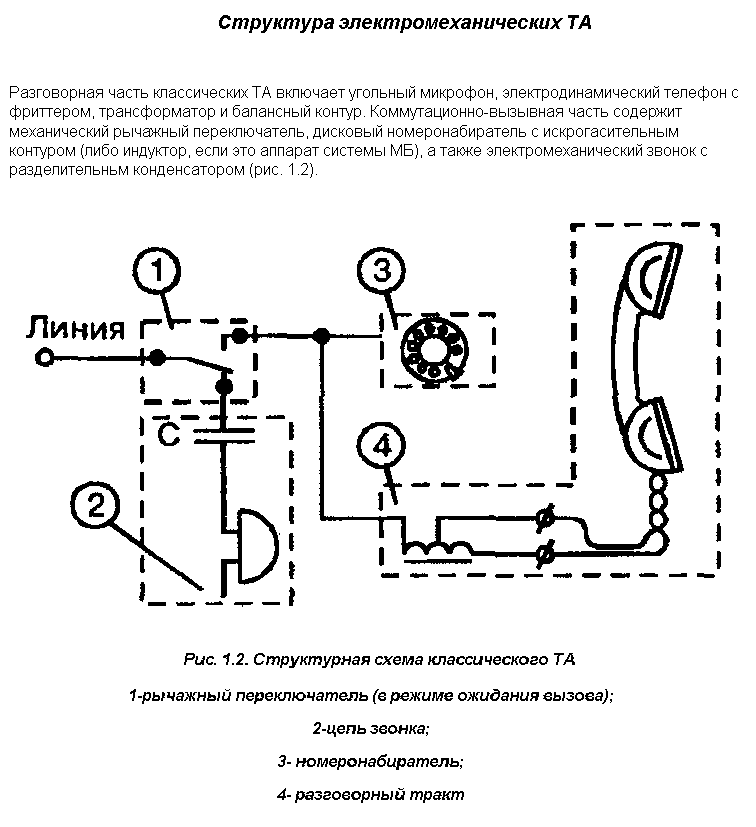 Структура электромеханических ТА
Разговорная часть классических ТА включает угольный микрофон, электродинамический телефон с
фриттером, трансформатор и балансный контур. Коммутационно-вызывная часть содержит
механический рычажный переключатель, дисковый номеронабиратель с искрогасительным
контуром (либо индуктор, если это аппарат системы МБ), а также электромеханический звонок с
разделительным конденсатором (рис. 1.2).
1
3
Линия
C
4
2
Рис. 1.2. Структурная схема классического ТА
1-рычажный переключатель (в режиме ожидания вызова);
2-цепь звонка;
3- номеронабиратель;
4- разговорный тракт